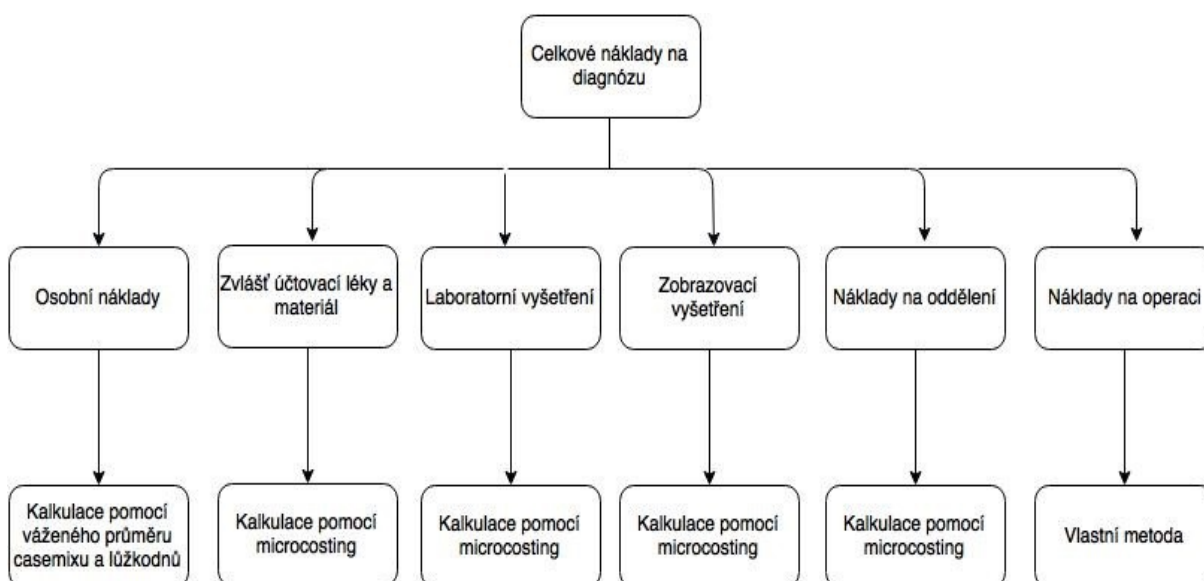 Celkové náklady na
diagnózu
Osobní náklady
Zvlášť účtovací léky a
materiál
Laboratorní vyšetření
Zobrazovací
vyšetření
Náklady na oddělení
Náklady na operaci
Kalkulace pomocí
váženého průměru
casemixu a lůžkodnů
Kalkulace pomocí
microcosting
Kalkulace pomocí
microcosting
Kalkulace pomocí
microcosting
Kalkulace pomocí
microcosting
Vlastní metoda